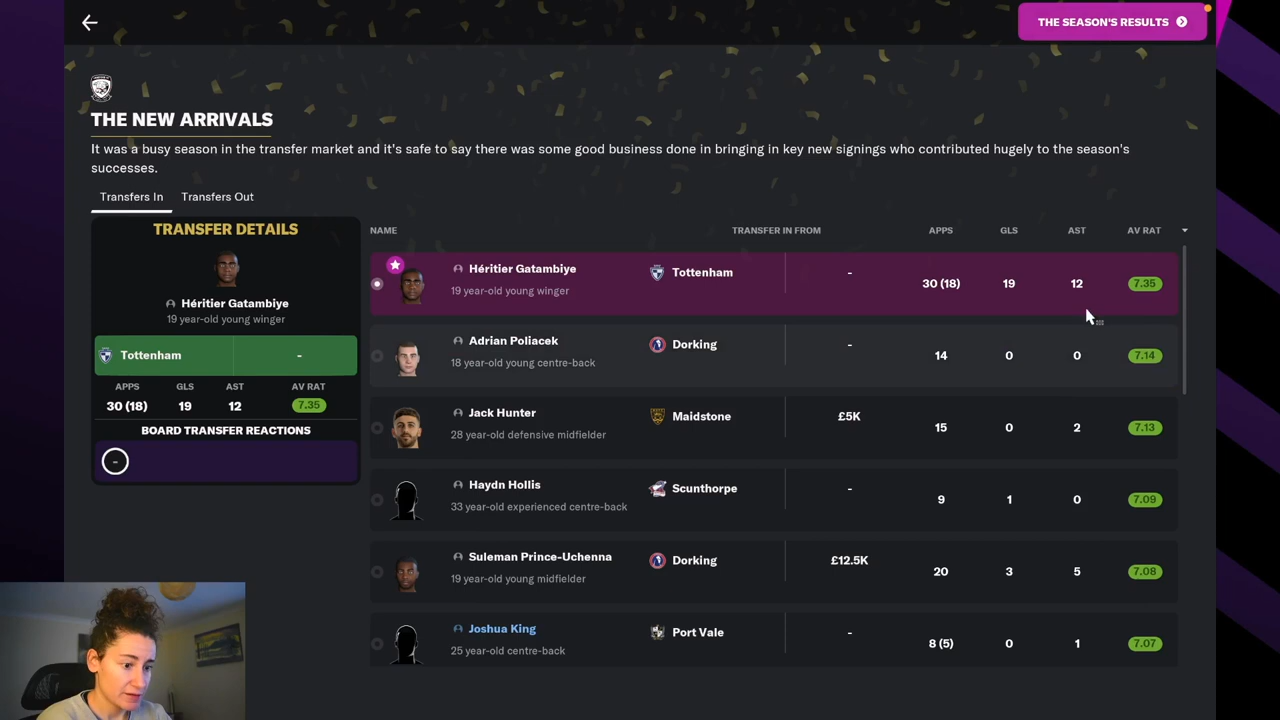 THE SEASON'S RESULTS
THE NEW ARRIVALS
It was a busy season in the transfer market and it's safe to say there was some good business done in bringing in key new signings who contributed hugely to the season's
successes.
Transfers In Transfers Out
TRANSFER DETAILS
Héritier Gatambiye
19 year-old young winger
Tottenham -
APPS GLS AST AV RAT
30 (18) 19 12 7.35
BOARD TRANSFER REACTIONS
-
NAME TRANSFER IN FROM APPS GLS AST AV RAT
Héritier Gatambiye Tottenham - 30 (18) 19 12 7.35
19 year-old young winger
Adrian Poliacek Dorking - 14 0 0 7.14
18 year-old young centre-back
Jack Hunter Maidstone £5K 15 0 2 7.13
28 year-old defensive midfielder
Haydn Hollis Scunthorpe - 9 1 0 7.09
33 year-old experienced centre-back
Suleman Prince-Uchenna Dorking £12.5K 20 3 5 7.08
19 year-old young midfielder
Joshua King Port Vale - 8 (5) 0 1 7.07
25 year-old centre-back